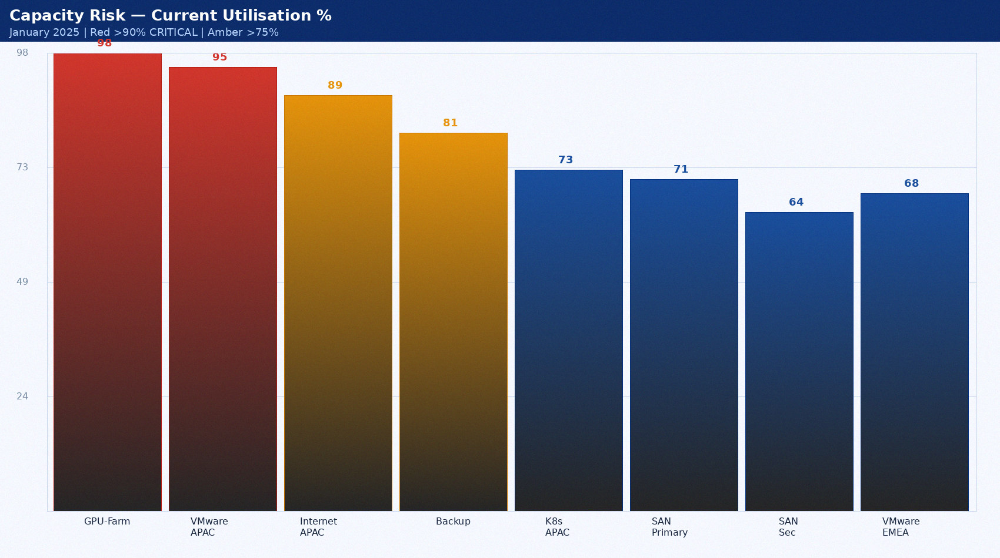 Capacity Risk — Current Utilisation %
January 2025 | Red >90% CRITICAL | Amber >75%
98
95
89
81
73
71
64
68
98
73
49
24
GPU-Farm
VMware
APAC
Internet
APAC
Backup
K8s
APAC
SAN
Primary
SAN
Sec
VMware
EMEA